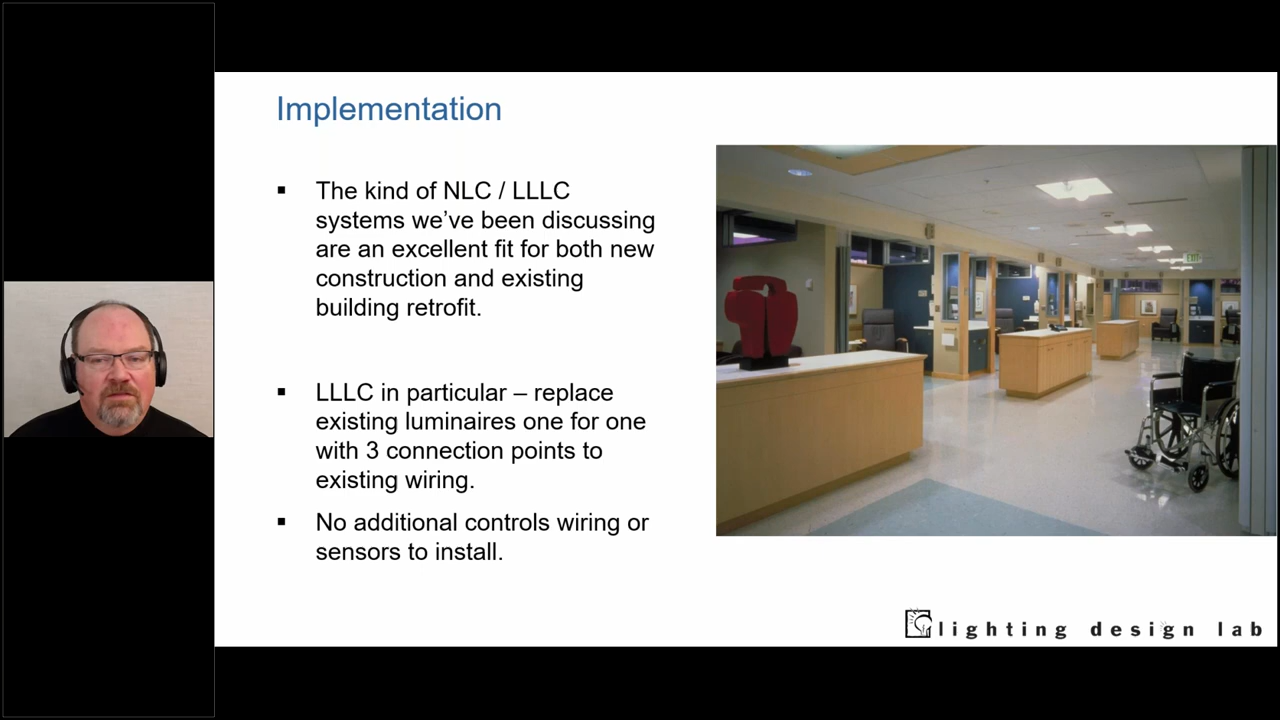 Implementation
▪ The kind of NLC / LLLC
systems we’ve been discussing
are an excellent fit for both new
construction and existing
building retrofit.
▪ LLLC in particular – replace
existing luminaires one for one
with 3 connection points to
existing wiring.
▪ No additional controls wiring or
sensors to install.
EXIT
lighting design lab